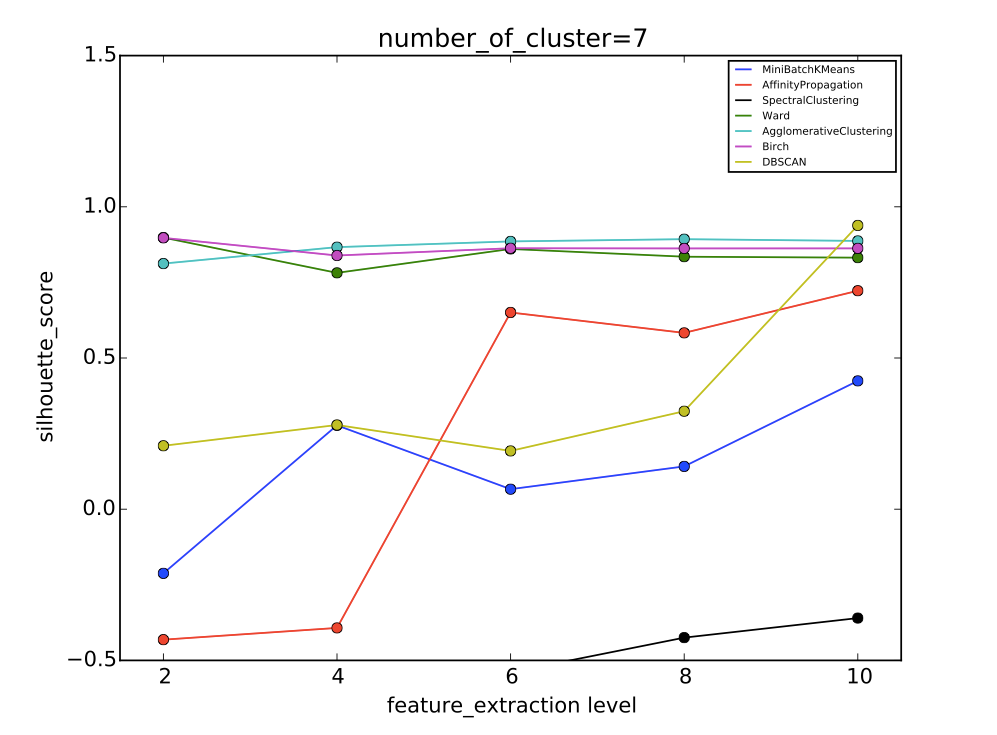 number_of_cluster=7
1.5
1.0
0.5
0.0
−0.5
silhouette_score
MiniBatchKMeans
AffinityPropagation
SpectralClustering
Ward
AgglomerativeClustering
Birch
DBSCAN
2 4 6 8 10
feature_extraction level